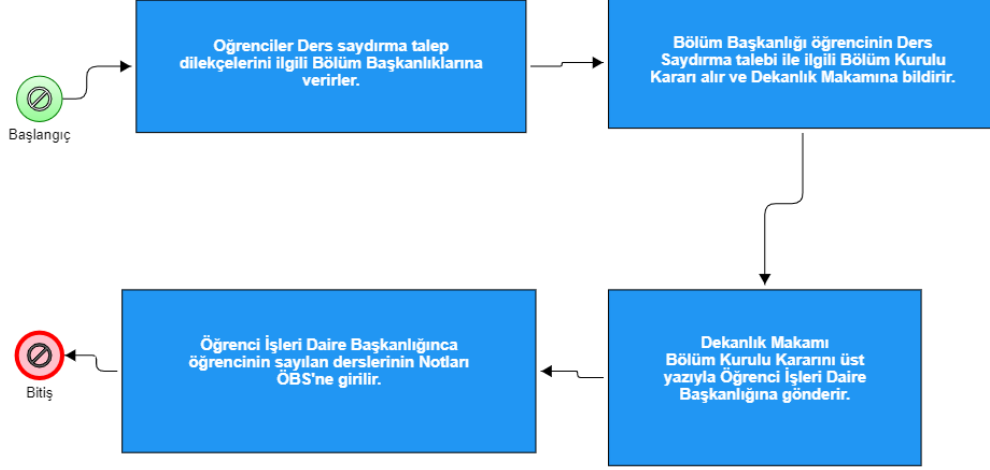 Başlangıç
Oğrenciler Ders saydırma talep
dilekçelerini ilgili Bölüm Başkanlıklarına
verirler.
Bölüm Başkanlığı öğrencinin Ders
Saydırma talebi ile ilgili Bölüm Kurulu
Kararı alır ve Dekanlık Makamına bildirir.
Dekanlık Makamı
Bölüm Kurulu Kararını üst
yazıyla Öğrenci İşleri Daire
Başkanlığına gönderir.
Öğrenci İşleri Daire Başkanlığınca
öğrencinin sayılan derslerinin Notları
ÖBS'ne girilir.
Bitiş